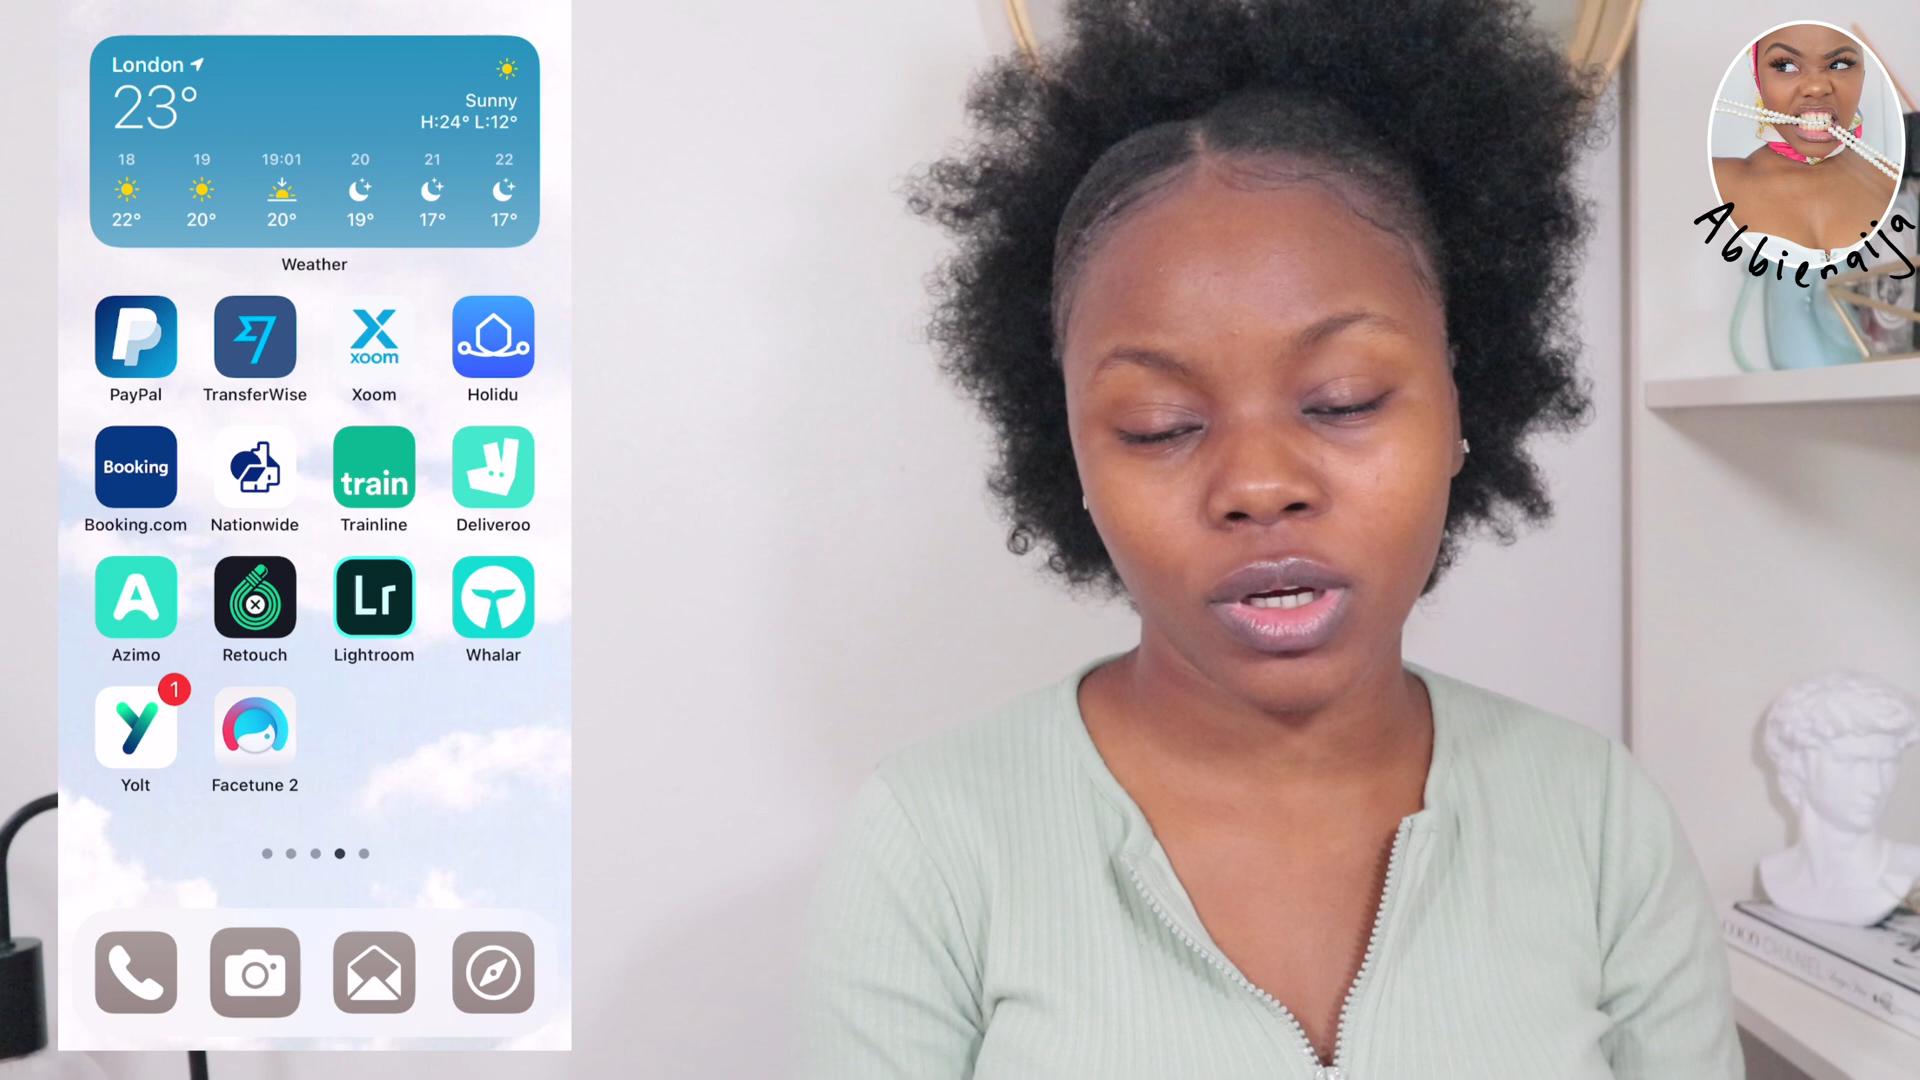 London
23°
Sunny
H:24° L:12°
18 19 19:01 20 21 22
22° 20° 20° 19° 17° 17°
Weather
xoom
PayPal TransferWise Xoom Holidu
Booking
train
Booking.com Nationwide Trainline Deliveroo
A
Lr
Azimo Retouch Lightroom Whalar
1
Yolt Facetune 2
Abbienaija
CHANEL